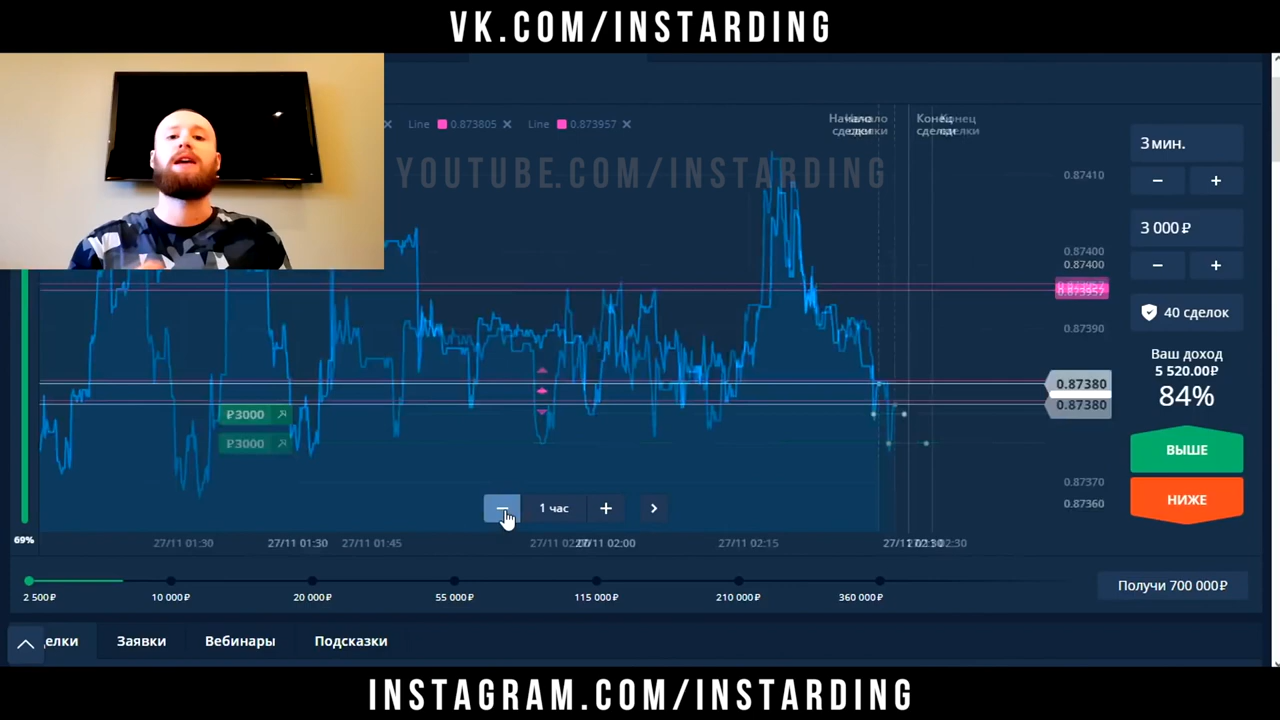 VK.COM/INSTARDING
Line 0.873805 × Line 0.873957 ×
YOUTUBE.COM/INSTARDING
Начало сделки
Конец сделки
3 мин.
− +
3 000 ₽
− +
40 сделок
Ваш доход
5 520.00₽
84%
ВЫШЕ
НИЖЕ
0.87410
0.87400
0.87400
0.873957
0.87390
0.87380
0.87380
0.87370
0.87360
₽3000
₽3000
− 1 час + >
69%
27/11 01:30
27/11 01:30
27/11 01:45
27/11 02:00
27/11 02:15
2 500₽
10 000₽
20 000₽
55 000₽
115 000₽
210 000₽
360 000₽
Получи 700 000₽
Заявки
Вебинары
Подсказки
INSTAGRAM.COM/INSTARDING